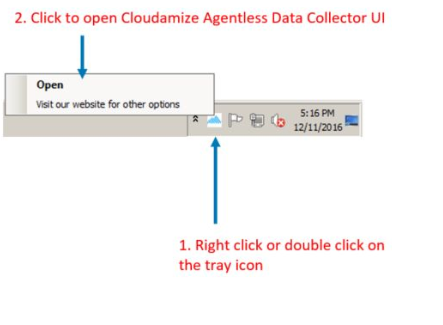 2. Click to open Cloudamize Agentless Data Collector UI
Open
Visit our website for other options
5:16 PM
12/11/2016
1. Right click or double click on
the tray icon